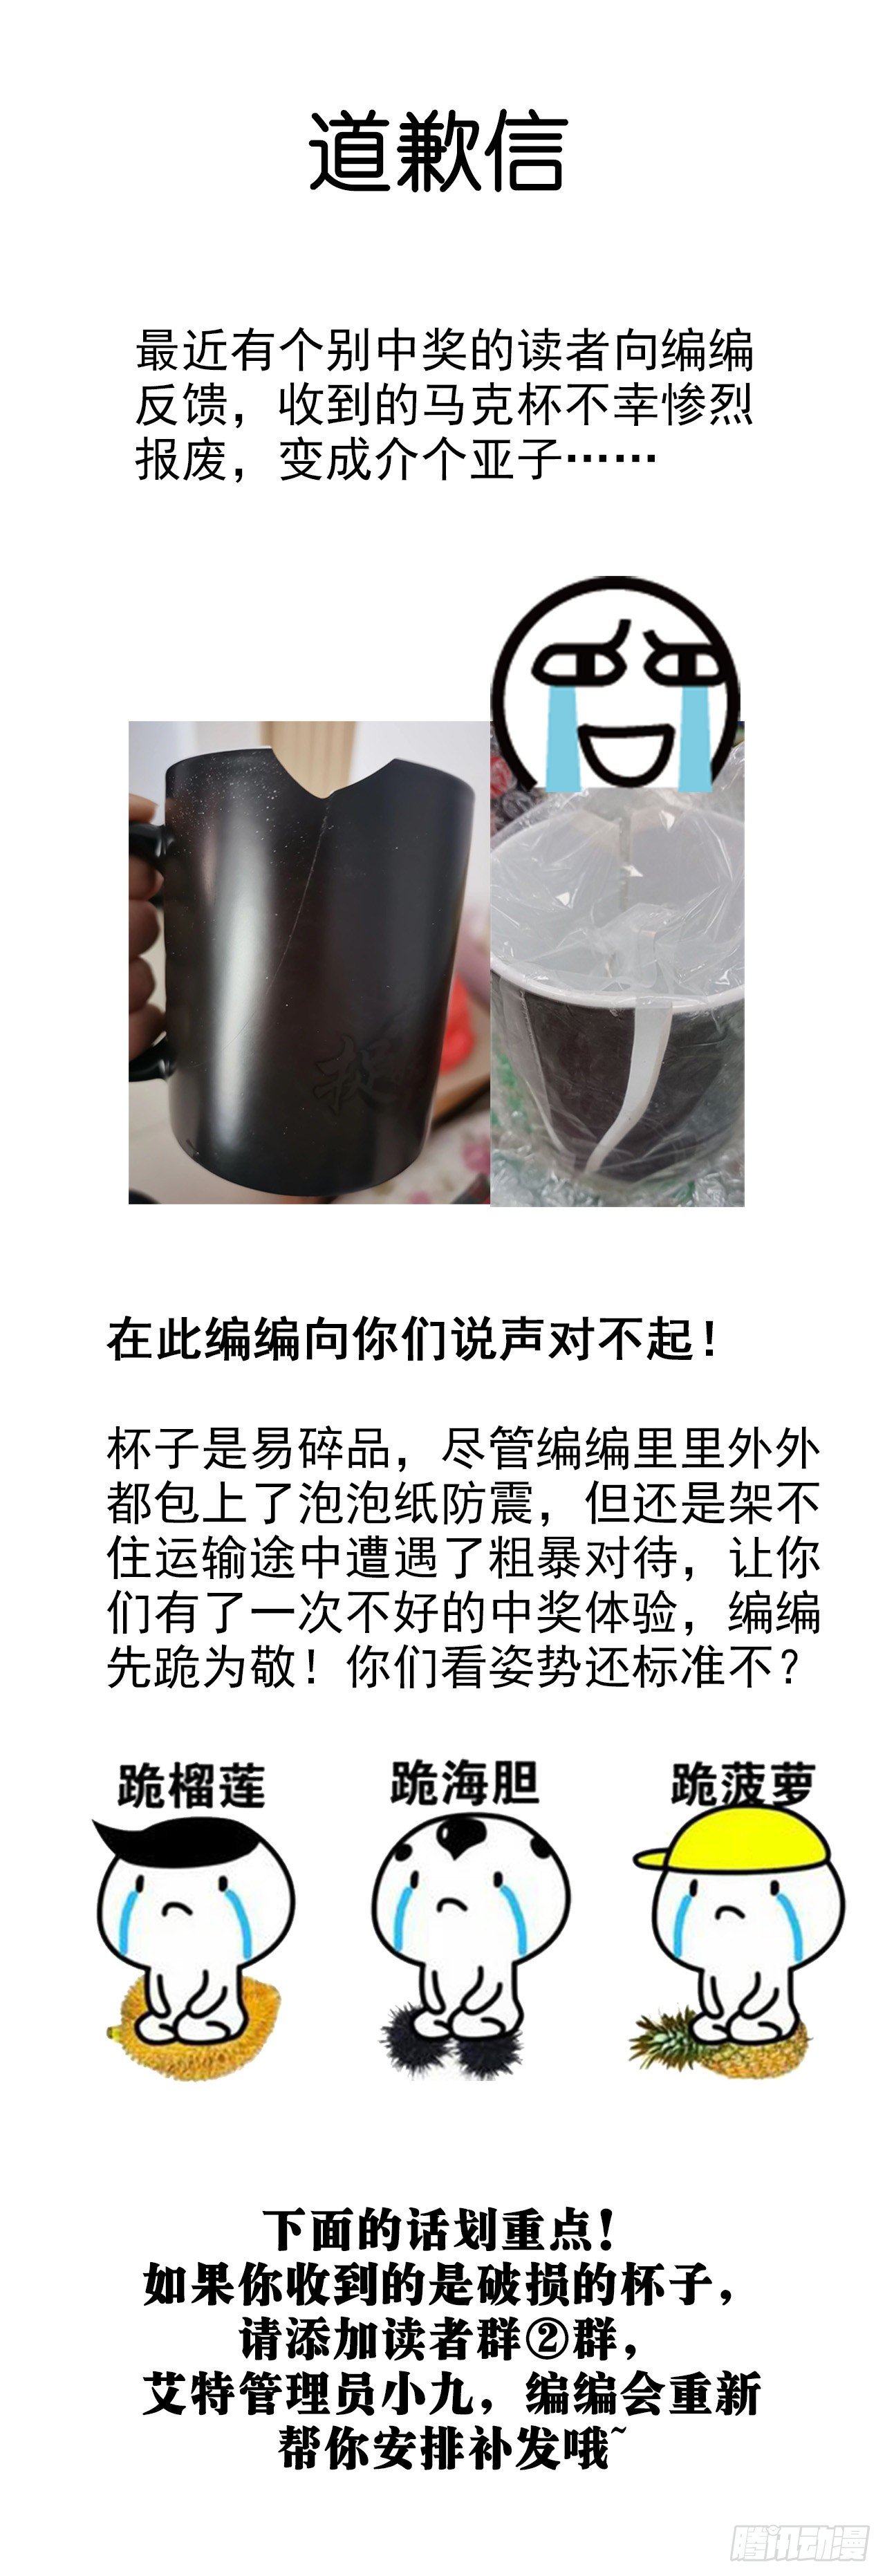 道歉信
最近有个别中奖的读者向编编
反馈，收到的马克杯不幸惨烈
报废，变成介个亚子……
在此编编向你们说声对不起！
杯子是易碎品，尽管编编里里外外
都包上了泡泡纸防震，但还是架不
住运输途中遭遇了粗暴对待，让你
们有了一次不好的中奖体验，编编
先跪为敬！你们看姿势还标准不？
跪榴莲
跪海胆
跪菠萝
下面的话划重点！
如果你收到的是破损的杯子，
请添加读者群②群，
艾特管理员小九，编编会重新
帮你安排补发哦~
腾讯动漫